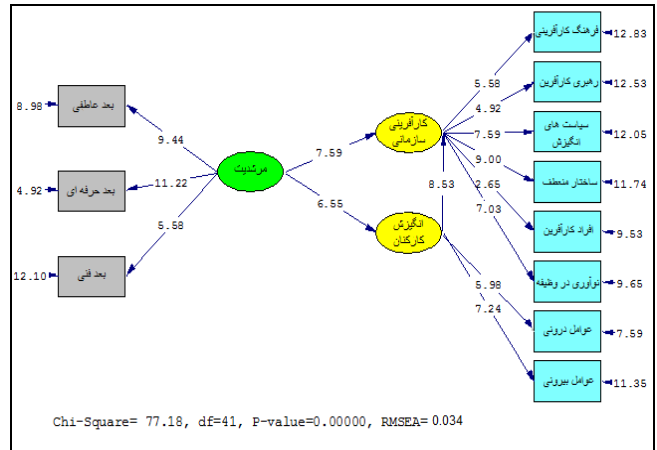 فرهنگ کارآفرینی
12.83
رهبری کارآفرین
12.53
سیاست های
انگیزش
12.05
ساختار منعطف
11.74
افراد کارآفرین
9.53
نوآوری در وظیفه
9.65
عوامل درونی
7.59
عوامل بیرونی
11.35
5.58
4.92
7.59
9.00
2.65
7.03
8.53
5.98
7.24
کارآفرینی
سازمانی
انگیزش
کارکنان
7.59
6.55
مرشدیت
9.44
11.22
5.58
8.98
بعد عاطفی
4.92
بعد حرفه ای
12.10
بعد فنی
Chi-Square= 77.18, df=41, P-value=0.00000, RMSEA= 0.034